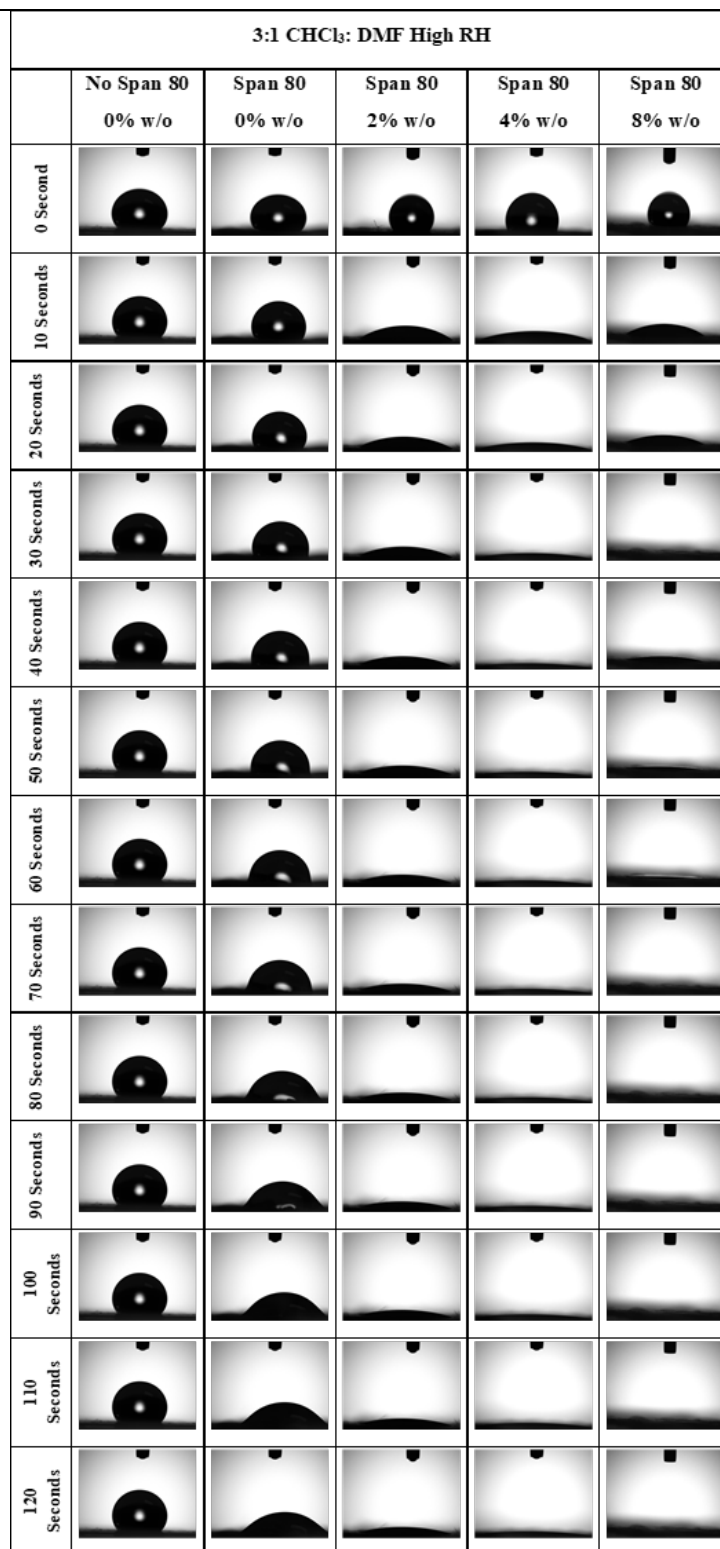 3:1 CHCl₃: DMF High RH
No Span 80
0% w/o
Span 80
0% w/o
Span 80
2% w/o
Span 80
4% w/o
Span 80
8% w/o
0 Second
10 Seconds
20 Seconds
30 Seconds
40 Seconds
50 Seconds
60 Seconds
70 Seconds
80 Seconds
90 Seconds
100
Seconds
110
Seconds
120
Seconds